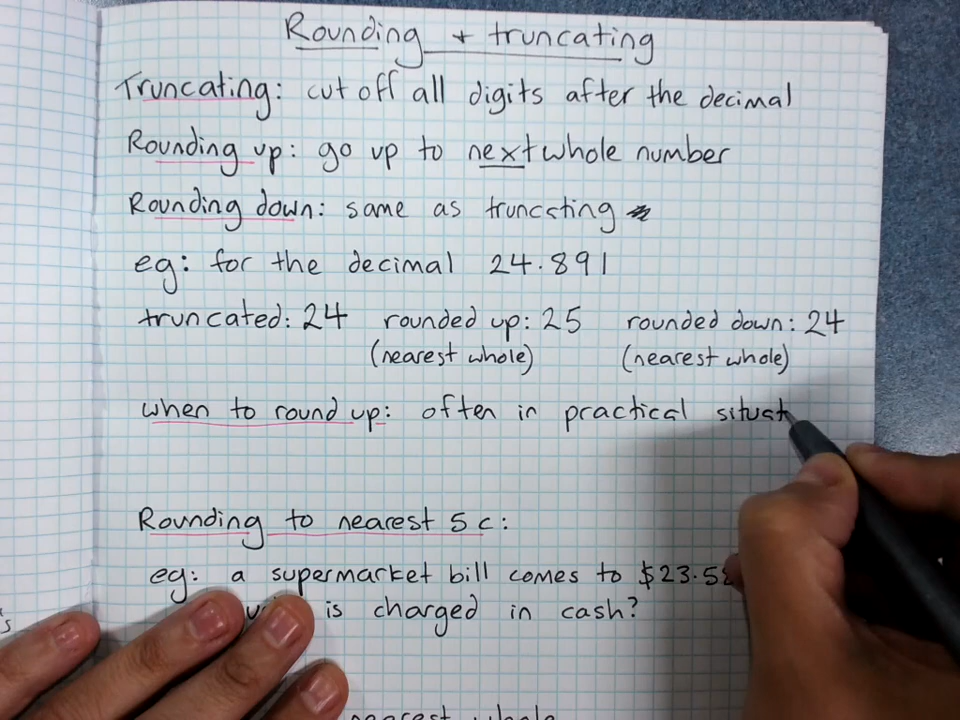 Rounding + truncating
Truncating: cut off all digits after the decimal
Rounding up: go up to next whole number
Rounding down: same as truncating
eg: for the decimal 24.891
truncated: 24 rounded up: 25 rounded down: 24
(nearest whole) (nearest whole)
when to round up: often in practical situat
Rounding to nearest 5 c:
eg: a supermarket bill comes to $23.5
is charged in cash?
nearest whole